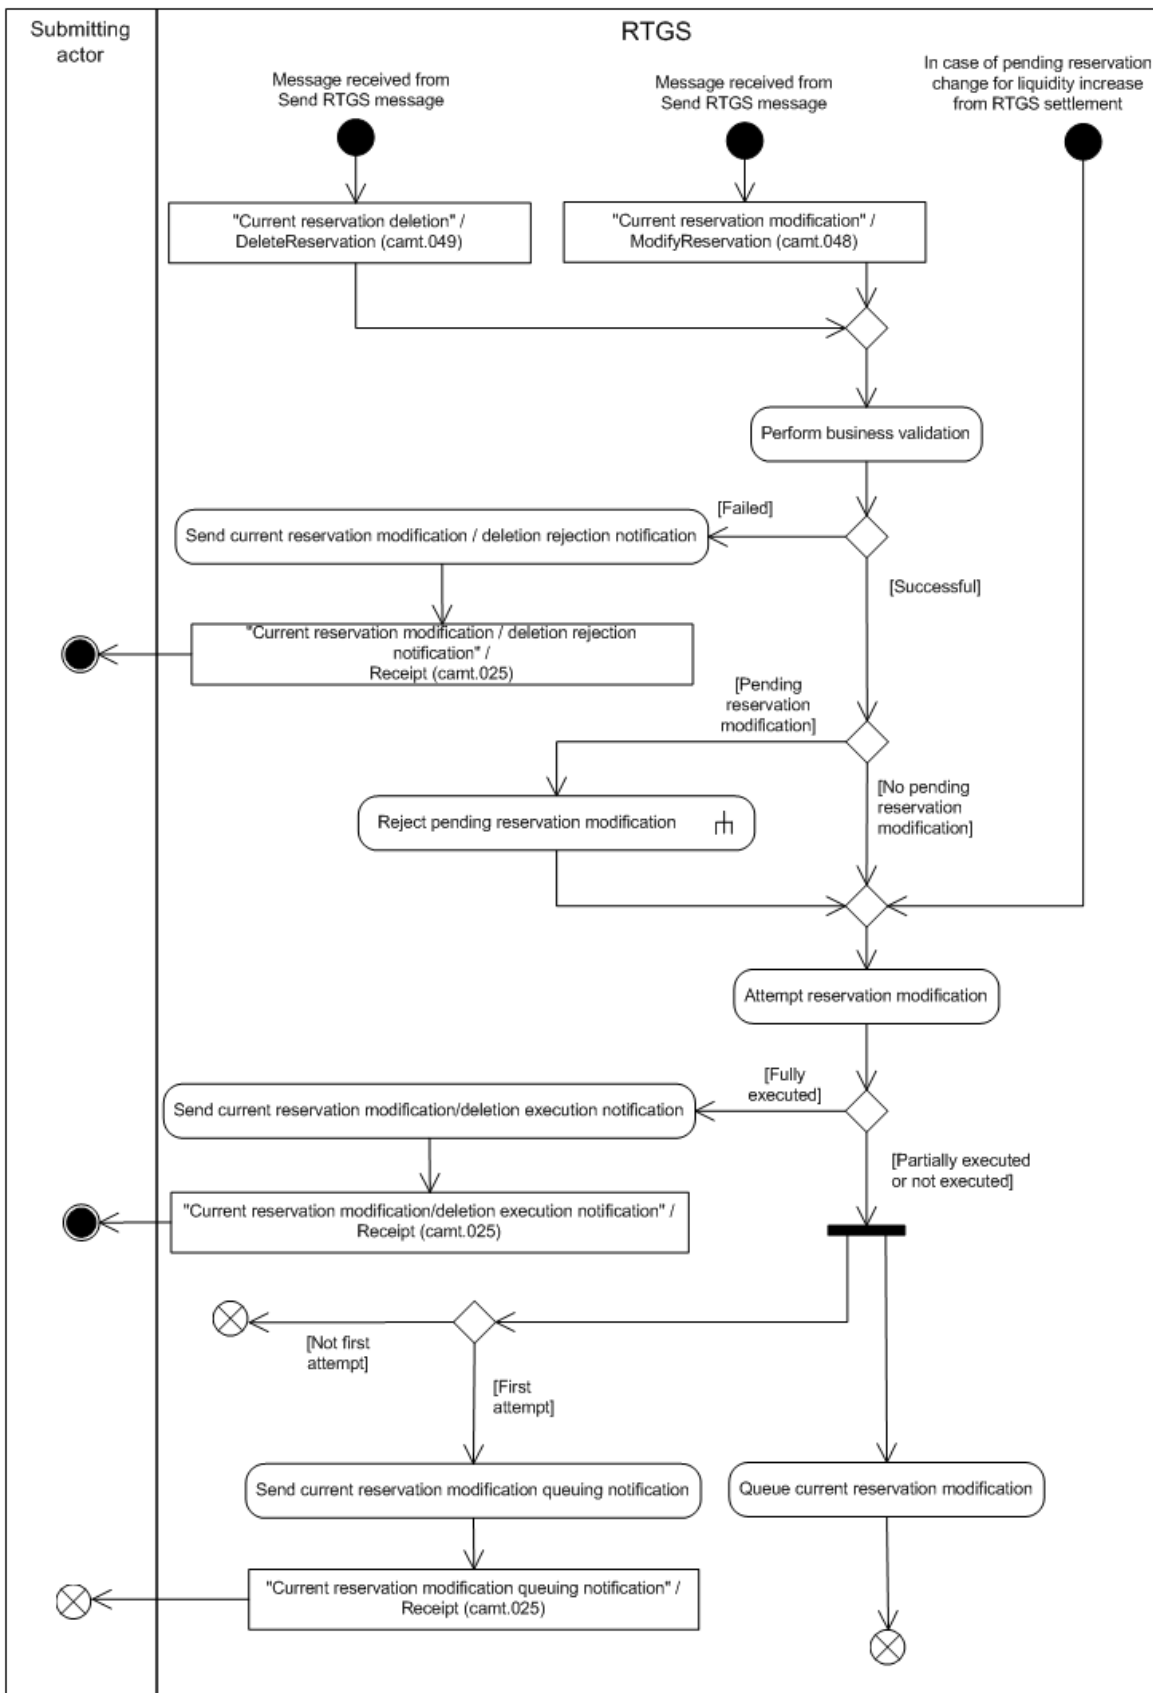 Submitting
actor
RTGS
Message received from
Send RTGS message
Message received from
Send RTGS message
In case of pending reservation
change for liquidity increase
from RTGS settlement
"Current reservation deletion" /
DeleteReservation (camt.049)
"Current reservation modification" /
ModifyReservation (camt.048)
Perform business validation
[Failed]
Send current reservation modification / deletion rejection notification
[Successful]
"Current reservation modification / deletion rejection
notification" /
Receipt (camt.025)
[Pending
reservation
modification]
[No pending
reservation
modification]
Reject pending reservation modification
Attempt reservation modification
[Fully
executed]
Send current reservation modification/deletion execution notification
[Partially executed
or not executed]
"Current reservation modification/deletion execution notification" /
Receipt (camt.025)
[Not first
attempt]
[First
attempt]
Send current reservation modification queuing notification
Queue current reservation modification
"Current reservation modification queuing notification" /
Receipt (camt.025)